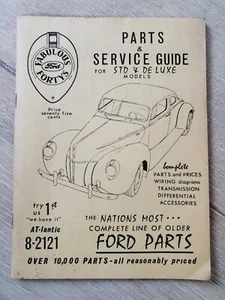 FABULOUS
Ford
FORTYS
Price
seventy five
cents
PARTS
&
SERVICE GUIDE
FOR STD & DE LUXE
MODELS
complete
PARTS and PRICES
WIRING diagrams
TRANSMISSION
DIFFERENTIAL
ACCESSORIES
try 1st
us
"we have it"
AT-lantic
8-2121
THE NATIONS MOST...
COMPLETE LINE OF OLDER
FORD PARTS
OVER 10,000 PARTS-all reasonably priced